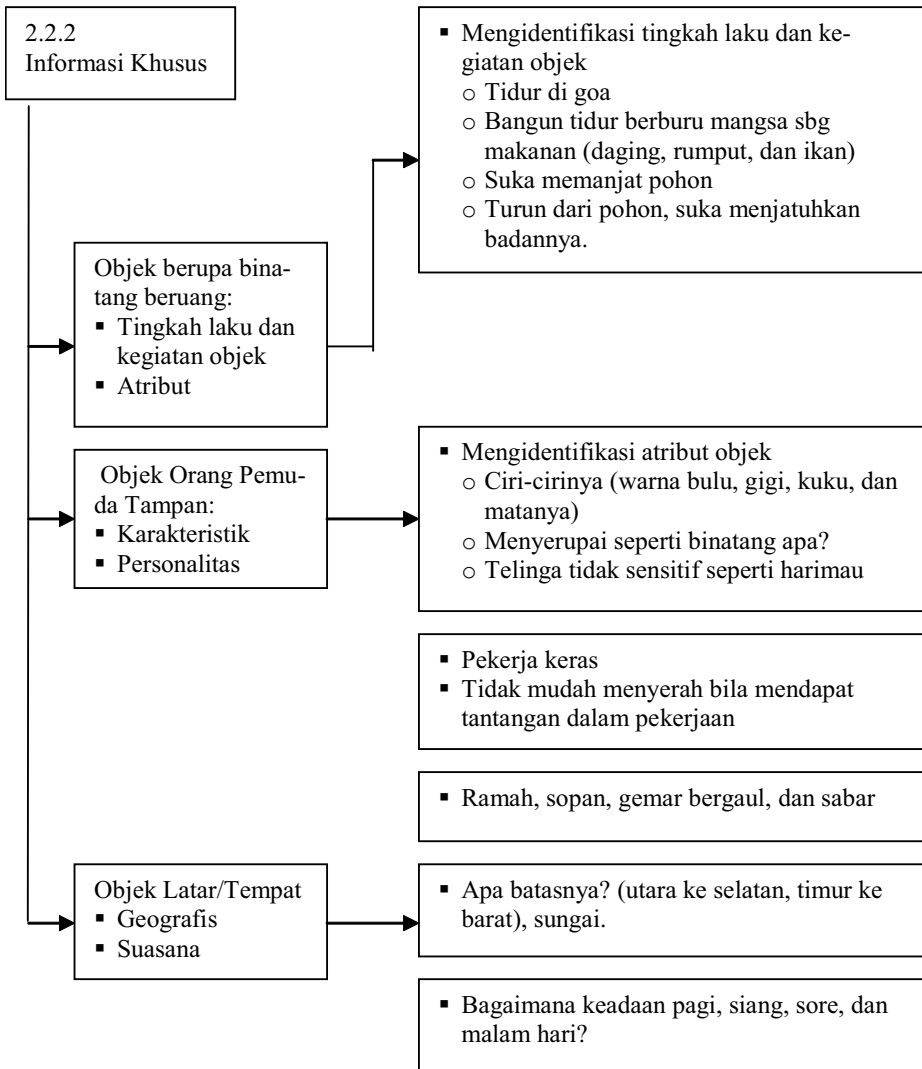 2.2.2
Informasi Khusus
▪ Mengidentifikasi tingkah laku dan ke-
giatan objek
o Tidur di goa
o Bangun tidur berburu mangsa sbg
makanan (daging, rumput, dan ikan)
o Suka memanjat pohon
o Turun dari pohon, suka menjatuhkan
badannya.
Objek berupa bina-
tang beruang:
▪ Tingkah laku dan
kegiatan objek
▪ Atribut
Objek Orang Pemu-
da Tampan:
▪ Karakteristik
▪ Personalitas
▪ Mengidentifikasi atribut objek
o Ciri-cirinya (warna bulu, gigi, kuku, dan
matanya)
o Menyerupai seperti binatang apa?
o Telinga tidak sensitif seperti harimau
▪ Pekerja keras
▪ Tidak mudah menyerah bila mendapat
tantangan dalam pekerjaan
▪ Ramah, sopan, gemar bergaul, dan sabar
Objek Latar/Tempat
▪ Geografis
▪ Suasana
▪ Apa batasnya? (utara ke selatan, timur ke
barat), sungai.
▪ Bagaimana keadaan pagi, siang, sore, dan
malam hari?